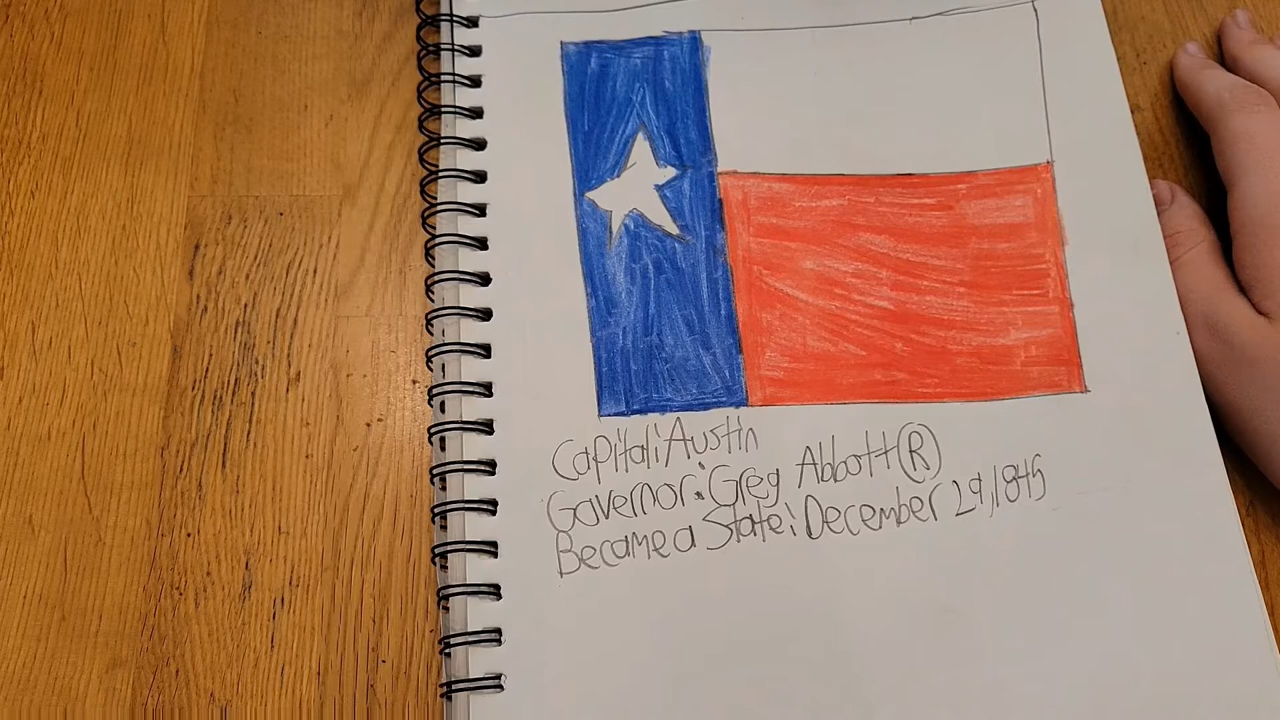 Capital: Austin
Governor: Greg Abbott Ⓡ
Became a State: December 29, 1845